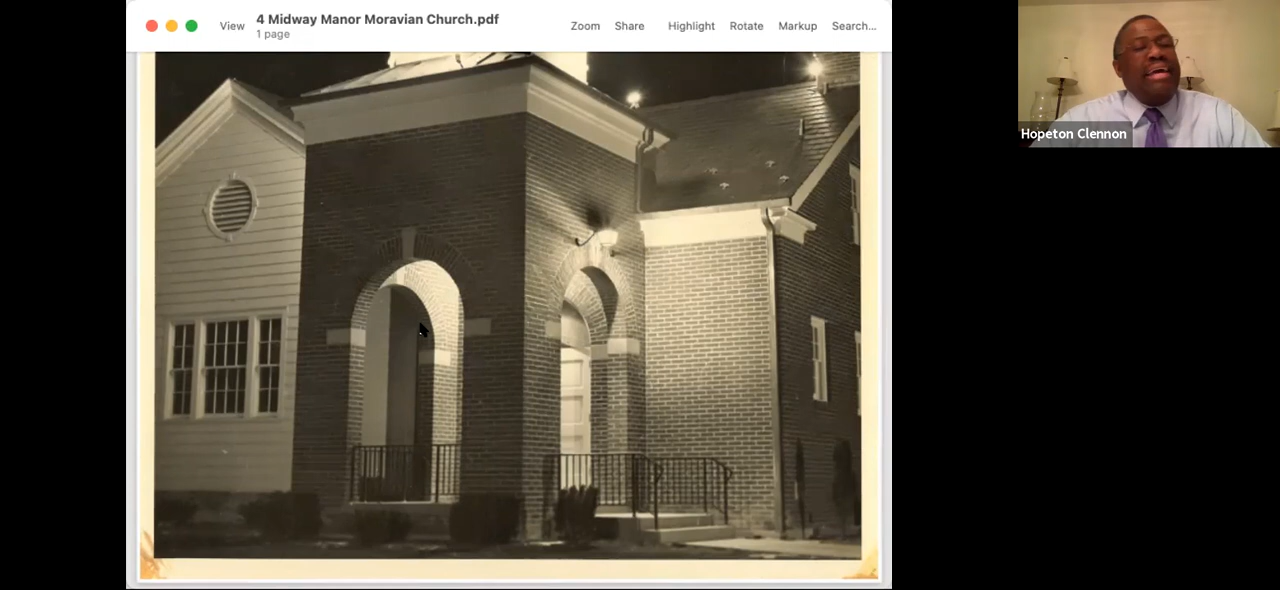 View
4 Midway Manor Moravian Church.pdf
1 page
Zoom
Share
Highlight
Rotate
Markup
Search...
Hopeton Clennon